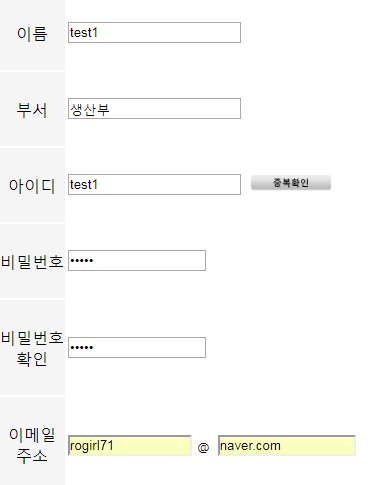 이름 test1
부서 생산부
아이디 test1 중복확인
비밀번호 •••••
비밀번호
확인 •••••
이메일
주소 rogirl71 @ naver.com